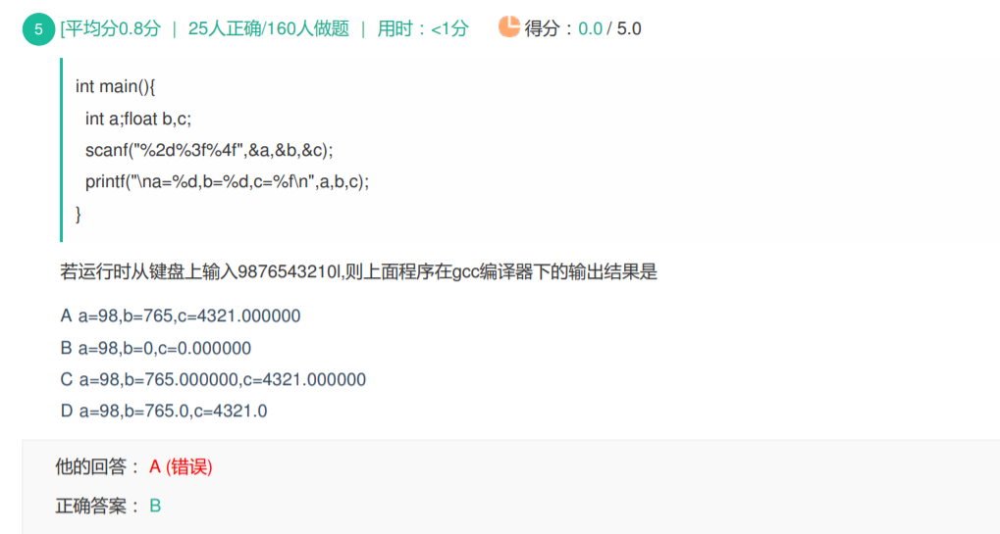 5 [平均分0.8分 | 25人正确/160人做题 | 用时：<1分 得分：0.0 / 5.0
int main(){
int a;float b,c;
scanf("%2d%3f%4f",&a,&b,&c);
printf("\na=%d,b=%d,c=%f\n",a,b,c);
}
若运行时从键盘上输入9876543210l,则上面程序在gcc编译器下的输出结果是
A a=98,b=765,c=4321.000000
B a=98,b=0,c=0.000000
C a=98,b=765.000000,c=4321.000000
D a=98,b=765.0,c=4321.0
他的回答： A (错误)
正确答案： B